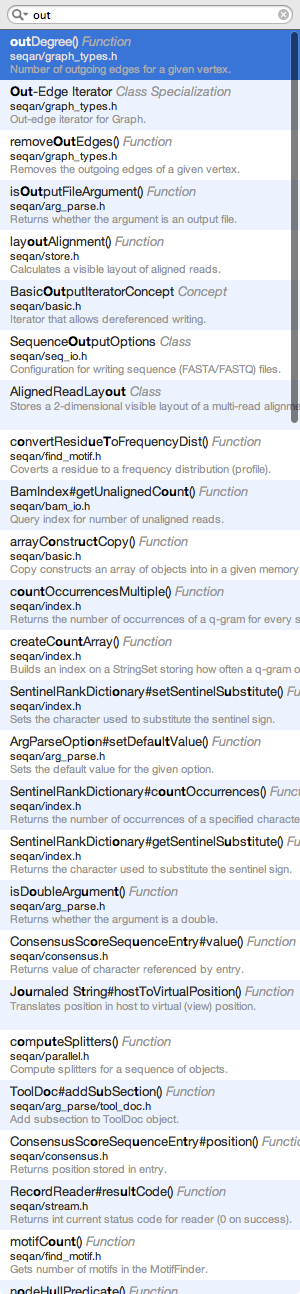 out
outDegree() Function
seqan/graph_types.h
Number of outgoing edges for a given vertex.
Out-Edge Iterator Class Specialization
seqan/graph_types.h
Out-edge iterator for Graph.
removeOutEdges() Function
seqan/graph_types.h
Removes the outgoing edges of a given vertex.
isOutputFileArgument() Function
seqan/arg_parse.h
Returns whether the argument is an output file.
layoutAlignment() Function
seqan/store.h
Calculates a visible layout of aligned reads.
BasicOutputIteratorConcept Concept
seqan/basic.h
Iterator that allows dereferenced writing.
SequenceOutputOptions Class
seqan/seq_io.h
Configuration for writing sequence (FASTA/FASTQ) files.
AlignedReadLayout Class
Stores a 2-dimensional visible layout of a multi-read alignme
convertResidueToFrequencyDist() Function
seqan/find_motif.h
Coverts a residue to a frequency distribution (profile).
BamIndex#getUnalignedCount() Function
seqan/bam_io.h
Query index for number of unaligned reads.
arrayConstructCopy() Function
seqan/basic.h
Copy constructs an array of objects into in a given memory
countOccurrencesMultiple() Function
seqan/index.h
Returns the number of occurrences of a q-gram for every s
createCountArray() Function
seqan/index.h
Builds an index on a StringSet storing how often a q-gram o
SentinelRankDictionary#setSentinelSubstitute() Fu
seqan/index.h
Sets the character used to substitute the sentinel sign.
ArgParseOption#setDefaultValue() Function
seqan/arg_parse.h
Sets the default value for the given option.
SentinelRankDictionary#countOccurrences() Funct
seqan/index.h
Returns the number of occurrences of a specified characte
SentinelRankDictionary#getSentinelSubstitute() Fu
seqan/index.h
Returns the character used to substitute the sentinel sign.
isDoubleArgument() Function
seqan/arg_parse.h
Returns whether the argument is a double.
ConsensusScoreSequenceEntry#value() Function
seqan/consensus.h
Returns value of character referenced by entry.
Journaled String#hostToVirtualPosition() Function
Translates position in host to virtual (view) position.
computeSplitters() Function
seqan/parallel.h
Compute splitters for a sequence of objects.
ToolDoc#addSubSection() Function
seqan/arg_parse/tool_doc.h
Add subsection to ToolDoc object.
ConsensusScoreSequenceEntry#position() Functio
seqan/consensus.h
Returns position stored in entry.
RecordReader#resultCode() Function
seqan/stream.h
Returns int current status code for reader (0 on success).
motifCount() Function
seqan/find_motif.h
Gets number of motifs in the MotifFinder.
nodeHullPredicate() Function